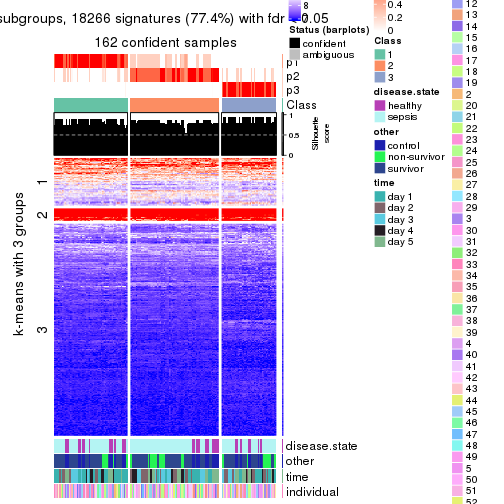 subgroups, 18266 signatures (77.4%) with fdr < 0.05
162 confident samples
k-means with 3 groups
1
2
3
p1
p2
p3
Class
1
0.5
0
Silhouette
score
disease.state
other
time
individual
8
Status (barplots)
confident
ambiguous
0.4
0.2
0
Class
1
2
3
disease.state
healthy
sepsis
other
control
non-survivor
survivor
time
day 1
day 2
day 3
day 4
day 5
12
13
14
15
16
17
18
19
2
20
21
22
23
24
25
26
27
28
29
3
30
31
32
33
34
35
36
37
38
39
4
40
41
42
43
44
45
46
47
48
49
5
50
51
52